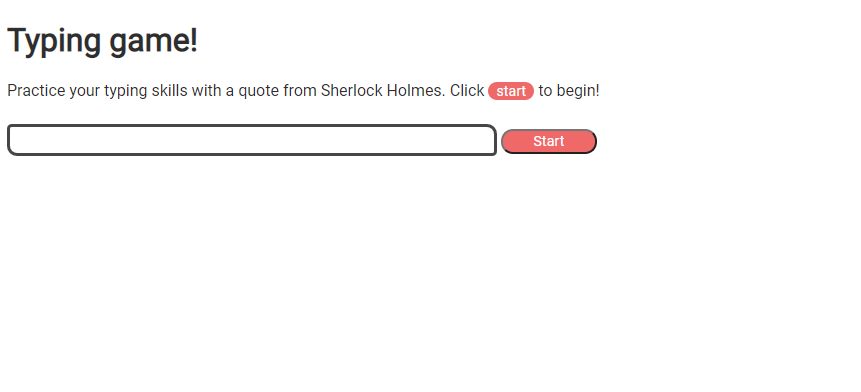 Typing game!
Practice your typing skills with a quote from Sherlock Holmes. Click start to begin!
Start